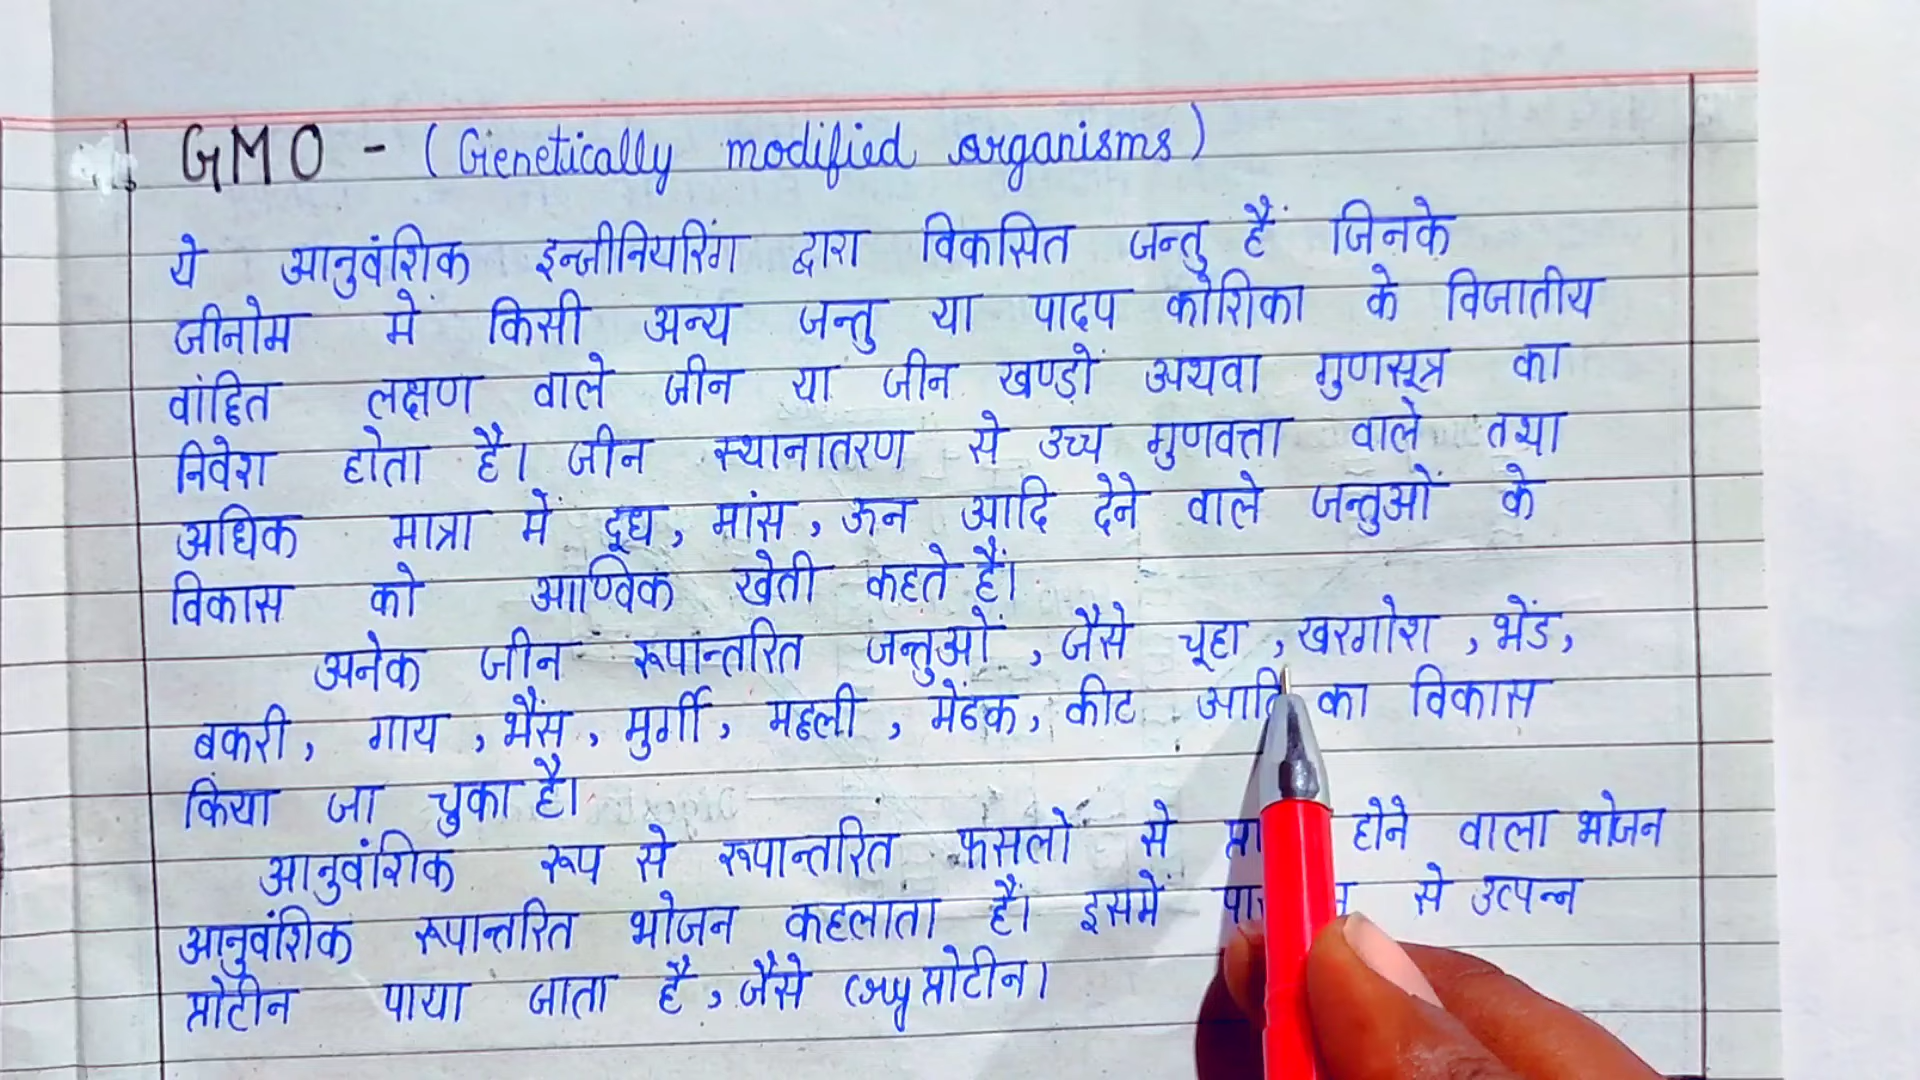 GMO - (Genetically modified organisms)
ये आनुवंशिक इन्जीनियरिंग द्वारा विकसित जन्तु हैं जिनके
जीनोम में किसी अन्य जन्तु या पादप कोशिका के विजातीय
वांछित लक्षण वाले जीन या जीन खण्डों अथवा गुणसूत्र का
निवेश होता है। जीन स्थानातरण से उच्च गुणवत्ता वाले तथा
अधिक मात्रा में दूध, मांस, ऊन आदि देने वाले जन्तुओं के
विकास को आण्विक खेती कहते हैं।
अनेक जीन रूपान्तरित जन्तुओं, जैसे चूहा, खरगोश, भेंड,
बकरी, गाय, भैंस, मुर्गी, मछली, मेंढक, कीट आदि का विकास
किया जा चुका है।
आनुवंशिक रूप से रूपान्तरित फसलों से होने वाला भोजन
आनुवंशिक रूपान्तरित भोजन कहलाता है। इसमें से उत्पन्न
प्रोटीन पाया जाता है, जैसे Cry प्रोटीन।